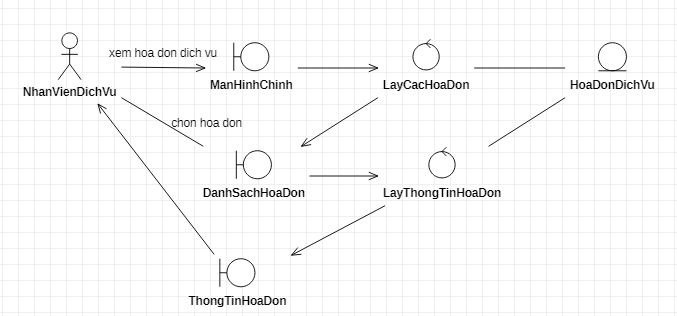 xem hoa don dich vu
NhanVienDichVu
ManHinhChinh
LayCacHoaDon
HoaDonDichVu
chon hoa don
DanhSachHoaDon
LayThongTinHoaDon
ThongTinHoaDon